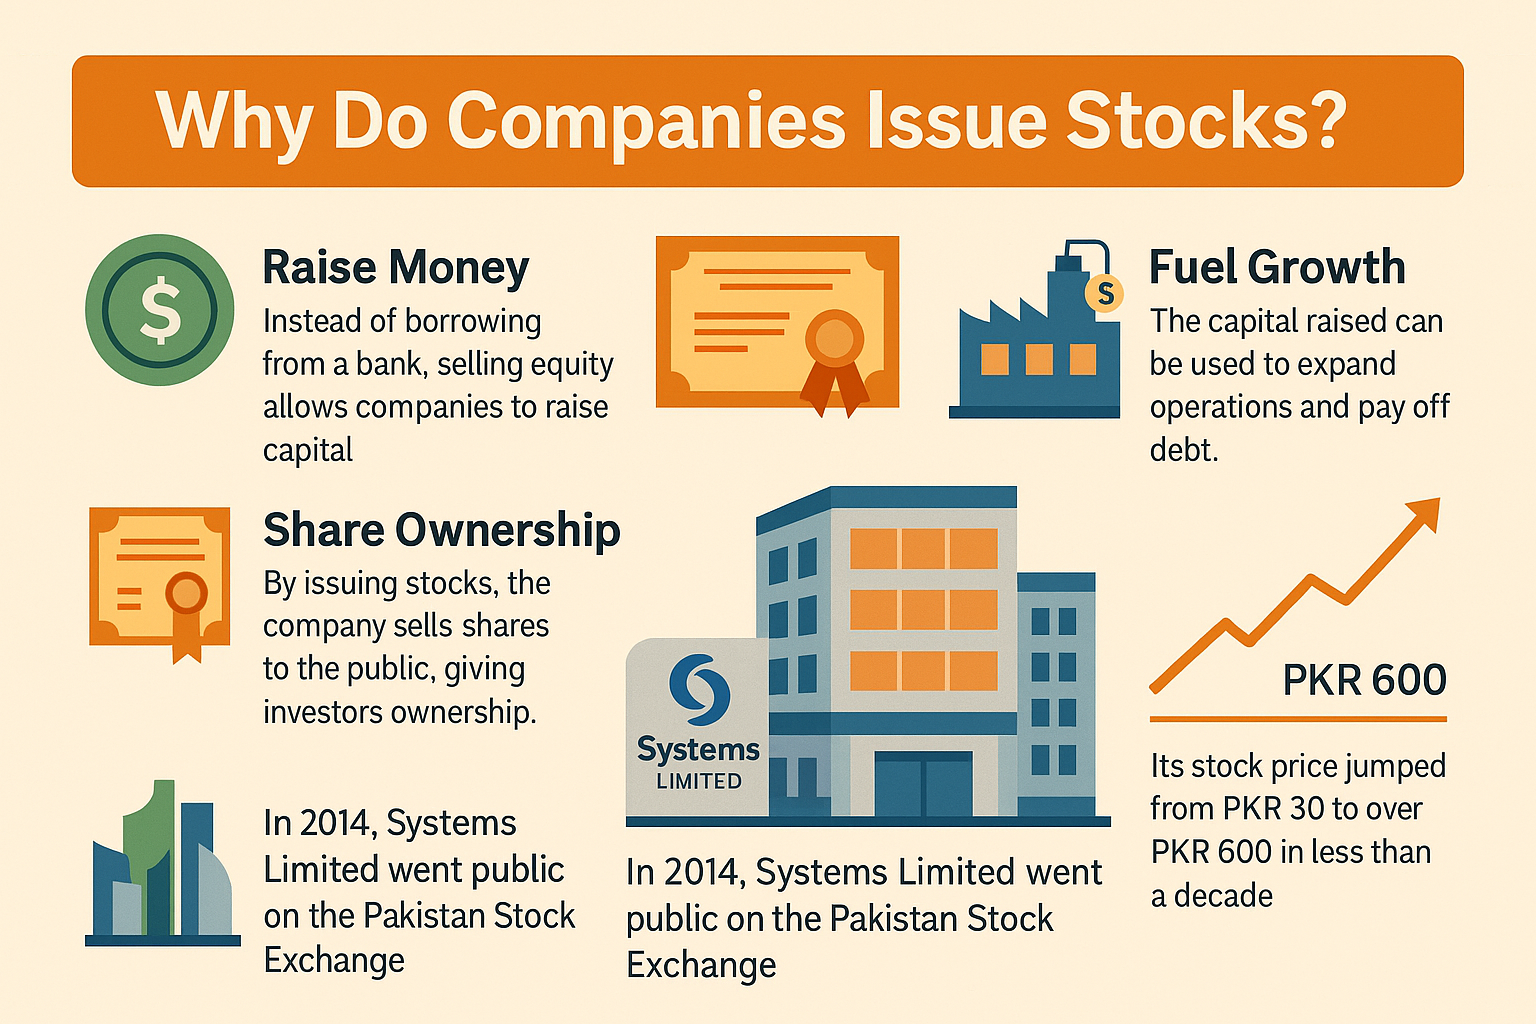 Why Do Companies Issue Stocks?
Raise Money
Instead of borrowing
from a bank, selling equity
allows companies to raise
capital
$
Fuel Growth
The capital raised can
be used to expand
operations and pay off
debt.
S
Share Ownership
By issuing stocks, the
company sells shares
to the public, giving
investors ownership.
In 2014, Systems
Limited went public
on the Pakistan Stock
Exchange
Systems
LIMITED
In 2014, Systems Limited went
public on the Pakistan Stock
Exchange
PKR 600
Its stock price jumped
from PKR 30 to over
PKR 600 in less than
a decade